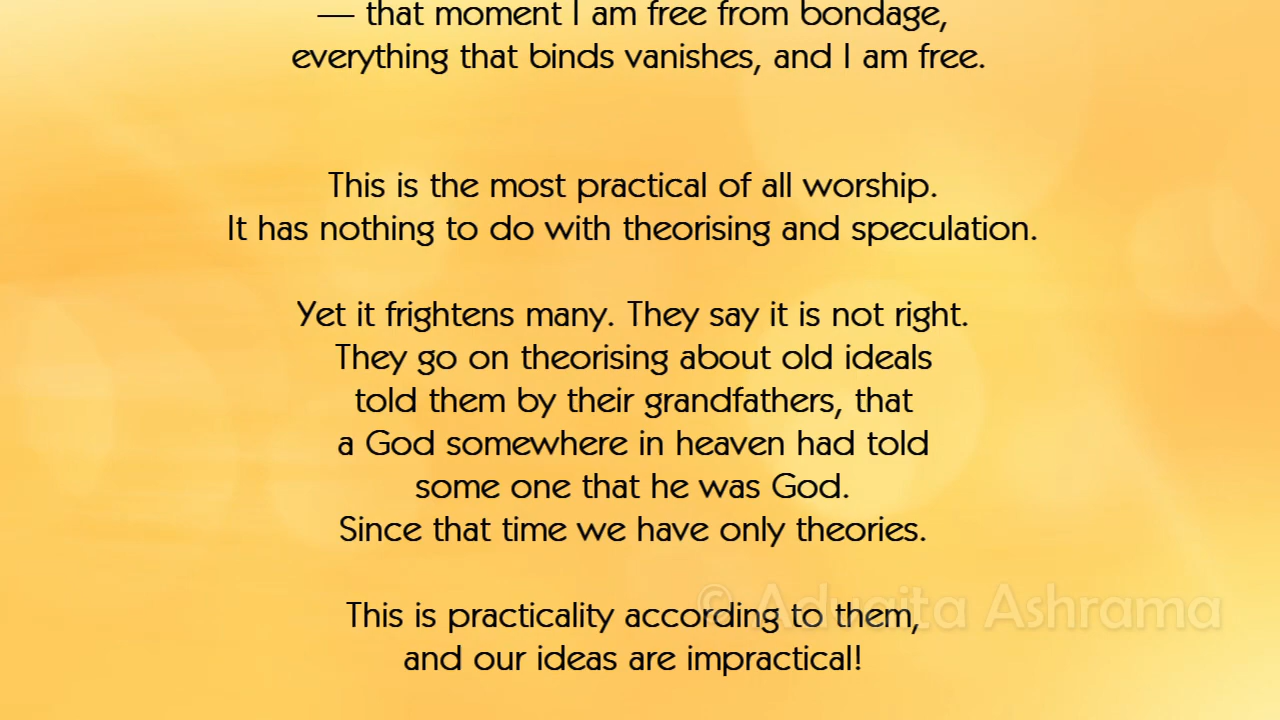 — that moment I am free from bondage,
everything that binds vanishes, and I am free.
This is the most practical of all worship.
It has nothing to do with theorising and speculation.
Yet it frightens many. They say it is not right.
They go on theorising about old ideals
told them by their grandfathers, that
a God somewhere in heaven had told
some one that he was God.
Since that time we have only theories.
This is practicality according to them,
and our ideas are impractical!
© Advaita Ashrama